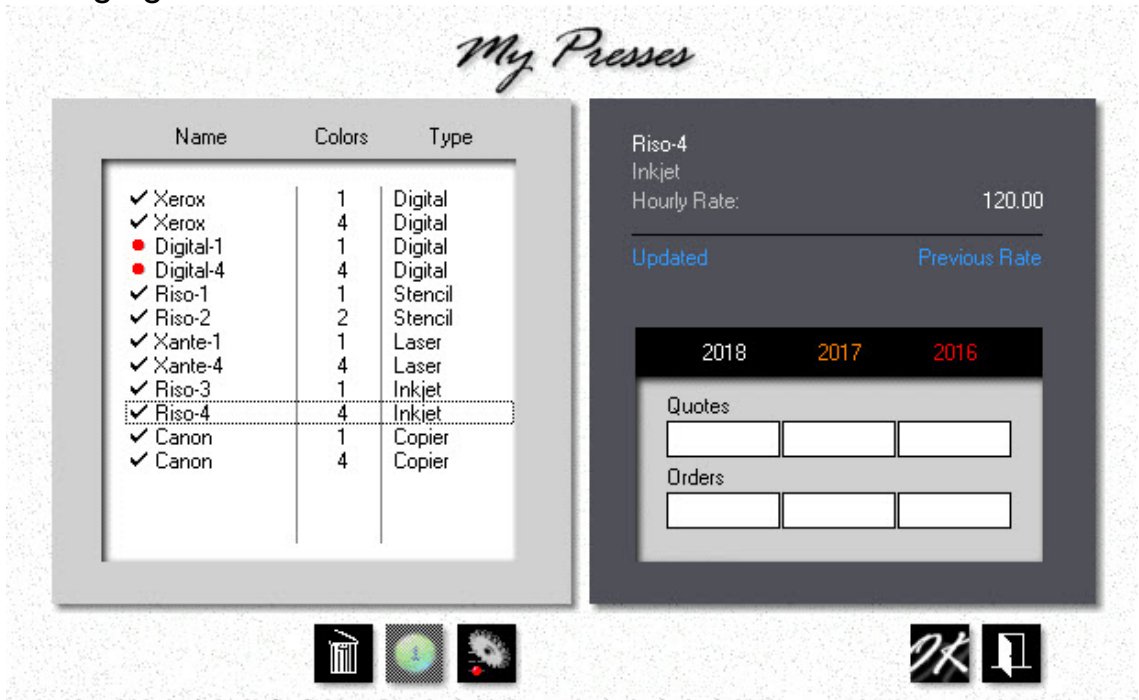 My Presses
Name Colors Type
Xerox 1 Digital
Xerox 4 Digital
Digital-1 1 Digital
Digital-4 4 Digital
Riso-1 1 Stencil
Riso-2 2 Stencil
Xante-1 1 Laser
Xante-4 4 Laser
Riso-3 1 Inkjet
Riso-4 4 Inkjet
Canon 1 Copier
Canon 4 Copier
Riso-4
Inkjet
Hourly Rate: 120.00
Updated Previous Rate
2018 2017 2016
Quotes
Orders
OK